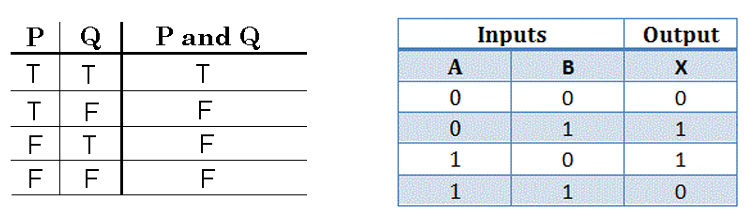 P Q P and Q
T T T
T F F
F T F
F F F
Inputs Output
A B X
0 0 0
0 1 1
1 0 1
1 1 0